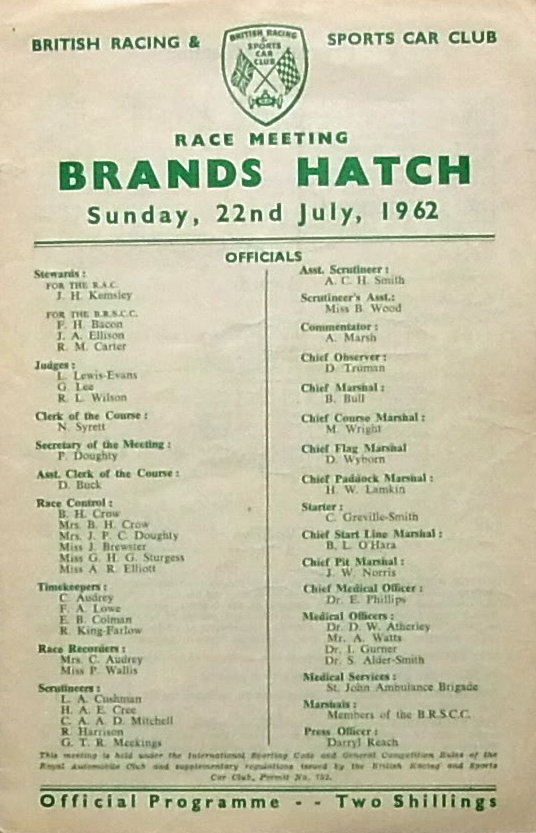 BRITISH RACING & SPORTS CAR CLUB
BRITISH RACING
&
SPORTS
CAR
CLUB
RACE MEETING
BRANDS HATCH
Sunday, 22nd July, 1962
OFFICIALS
Stewards :
FOR THE R.A.C.
J. H. Kemsley
FOR THE B.R.S.C.C.
F. H. Bacon
J. A. Ellison
R. M. Carter
Judges :
L. Lewis-Evans
G. Lee
R. L. Wilson
Clerk of the Course :
N. Syrett
Secretary of the Meeting :
P. Doughty
Asst. Clerk of the Course :
D. Buck
Race Control :
B. H. Crow
Mrs. B. H. Crow
Mrs. J. P. C. Doughty
Miss J. Brewster
Miss G. H. G. Sturgess
Miss A. R. Elliott
Timekeepers :
C. Audrey
F. A. Lowe
E. B. Colman
R. King-Farlow
Race Recorders :
Mrs. C. Audrey
Miss P. Wallis
Scrutineers :
L. A. Cushman
H. A. E. Cree
C. A. A. D. Mitchell
R. Harrison
G. T. R. Meekings
Asst. Scrutineer :
A. C. H. Smith
Scrutineer's Asst.:
Miss B. Wood
Commentator :
A. Marsh
Chief Observer :
D. Truman
Chief Marshal :
B. Bull
Chief Course Marshal :
M. Wright
Chief Flag Marshal
D. Wyborn
Chief Paddock Marshal :
H. W. Lamkin
Starter :
C. Greville-Smith
Chief Start Line Marshal :
B. L. O'Hara
Chief Pit Marshal :
J. W. Norris
Chief Medical Officer :
Dr. E. Phillips
Medical Officers :
Dr. D. W. Atherley
Mr. A. Watts
Dr. I. Gurner
Dr. S. Alder-Smith
Medical Services :
St. John Ambulance Brigade
Marshals :
Members of the B.R.S.C.C.
Press Officer :
Darryl Reach
This meeting is held under the International Sporting Code and General Competition Rules of the
Royal Automobile Club and supplementary regulations issued by the British Racing and Sports
Car Club, Permit No. 152.
Official Programme - - Two Shillings